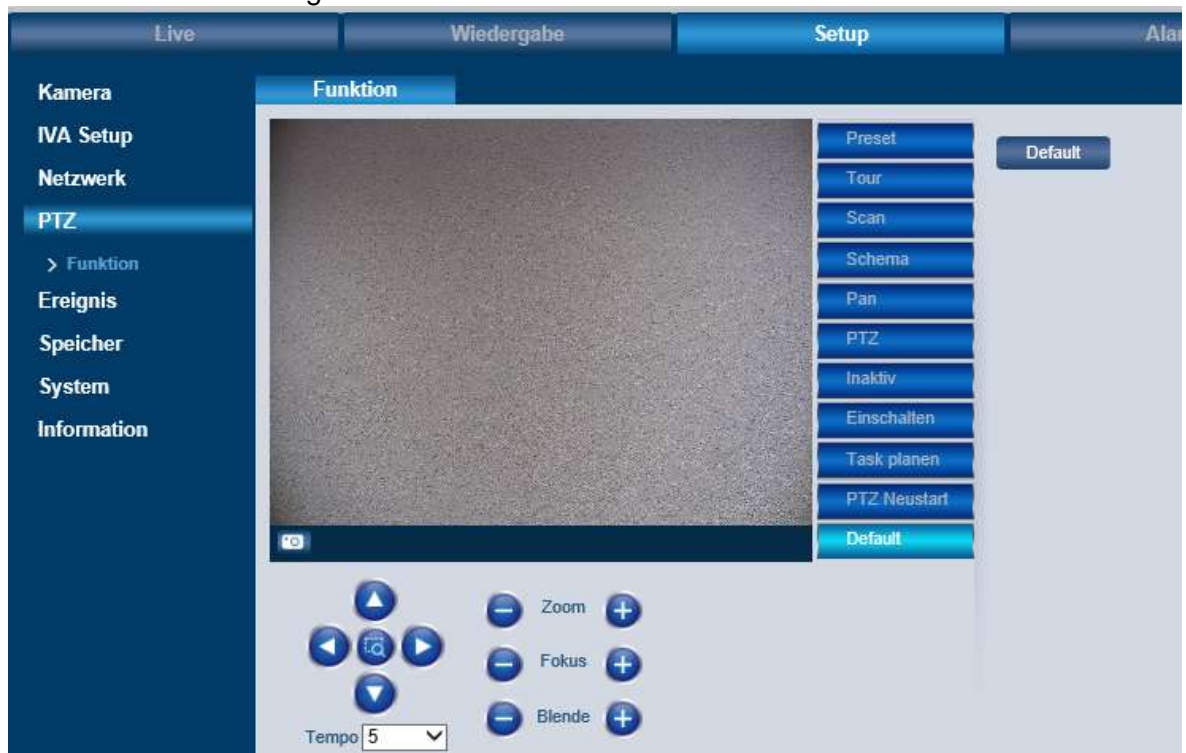 Live
Wiedergabe
Setup
Kamera
IVA Setup
Netzwerk
PTZ
> Funktion
Ereignis
Speicher
System
Information
Funktion
Preset
Tour
Scan
Schema
Pan
PTZ
Inaktiv
Einschalten
Task planen
PTZ Neustart
Default
Default
Zoom
Fokus
Blende
Tempo 5